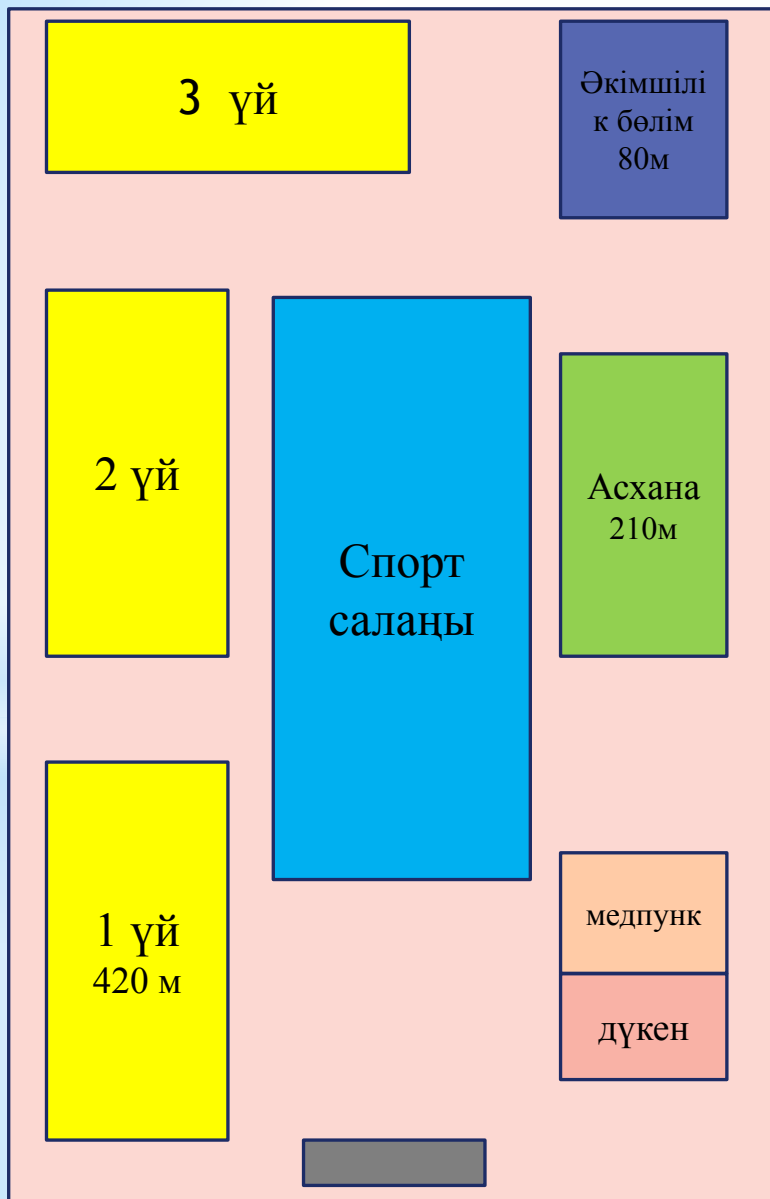 3 үй
Әкімшілі
к бөлім
80м
2 үй
Спорт
салаңы
Асхана
210м
1 үй
420 м
медпунк
дүкен